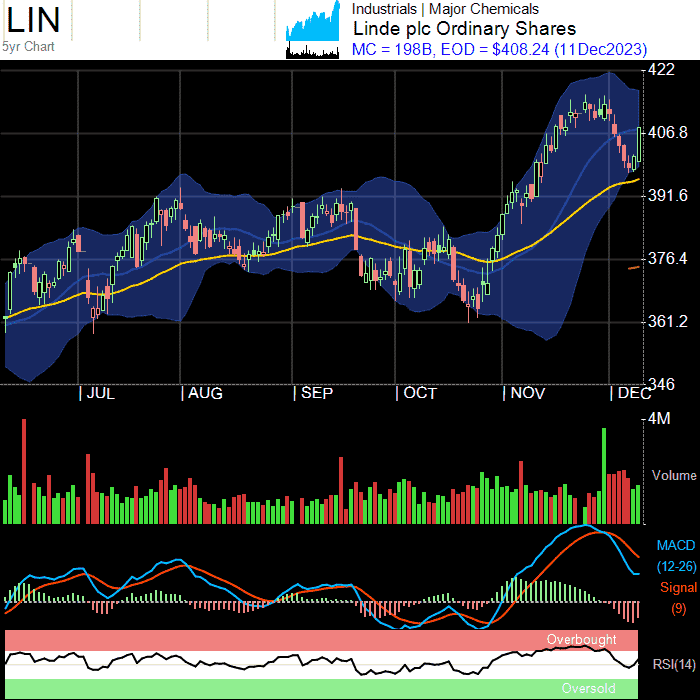 LIN
5yr Chart
Industrials | Major Chemicals
Linde plc Ordinary Shares
MC = 198B, EOD = $408.24 (11Dec2023)
422
406.8
391.6
376.4
361.2
346
| JUL | AUG | SEP | OCT | NOV | DEC
4M
Volume
MACD
(12-26)
Signal
(9)
Overbought
RSI(14)
Oversold